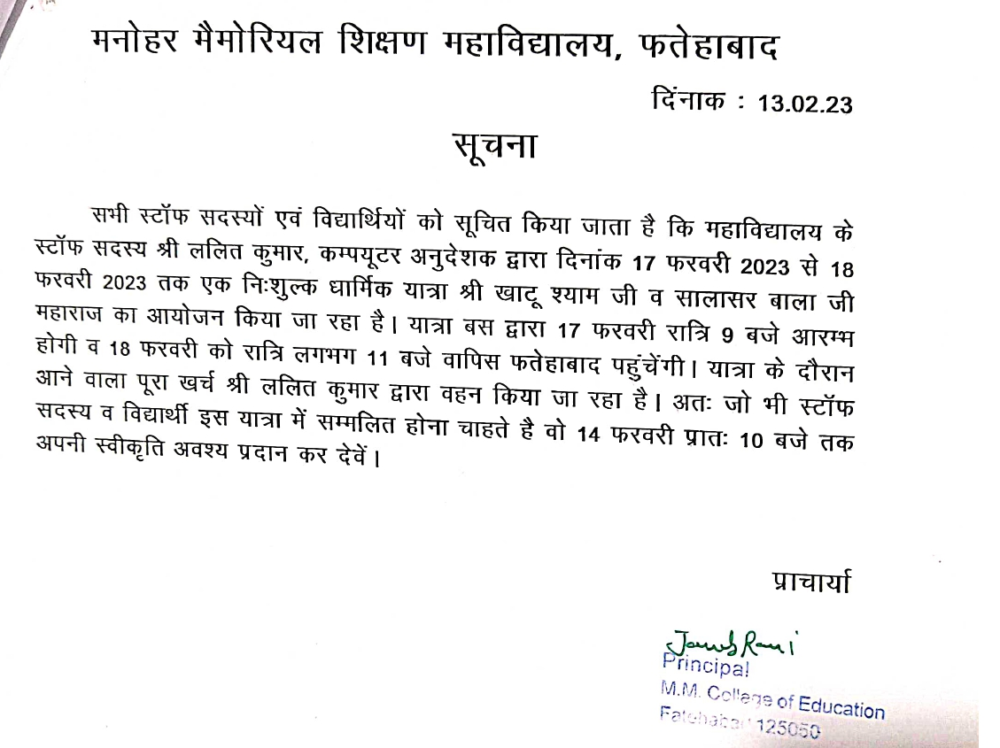 मनोहर मैमोरियल शिक्षण महाविद्यालय, फतेहाबाद
दिंनाक : 13.02.23
सूचना
सभी स्टॉफ सदस्यों एवं विद्यार्थियों को सूचित किया जाता है कि महाविद्यालय के
स्टॉफ सदस्य श्री ललित कुमार, कम्पयूटर अनुदेशक द्वारा दिनांक 17 फरवरी 2023 से 18
फरवरी 2023 तक एक निःशुल्क धार्मिक यात्रा श्री खाटू श्याम जी व सालासर बाला जी
महाराज का आयोजन किया जा रहा है। यात्रा बस द्वारा 17 फरवरी रात्रि 9 बजे आरम्भ
होगी व 18 फरवरी को रात्रि लगभग 11 बजे वापिस फतेहाबाद पहुंचेंगी। यात्रा के दौरान
आने वाला पूरा खर्च श्री ललित कुमार द्वारा वहन किया जा रहा है। अतः जो भी स्टॉफ
सदस्य व विद्यार्थी इस यात्रा में सम्मलित होना चाहते है वो 14 फरवरी प्रातः 10 बजे तक
अपनी स्वीकृति अवश्य प्रदान कर देवें।
प्राचार्या
Rani
Principal
M.M. College of Education
Fatehabad 125050